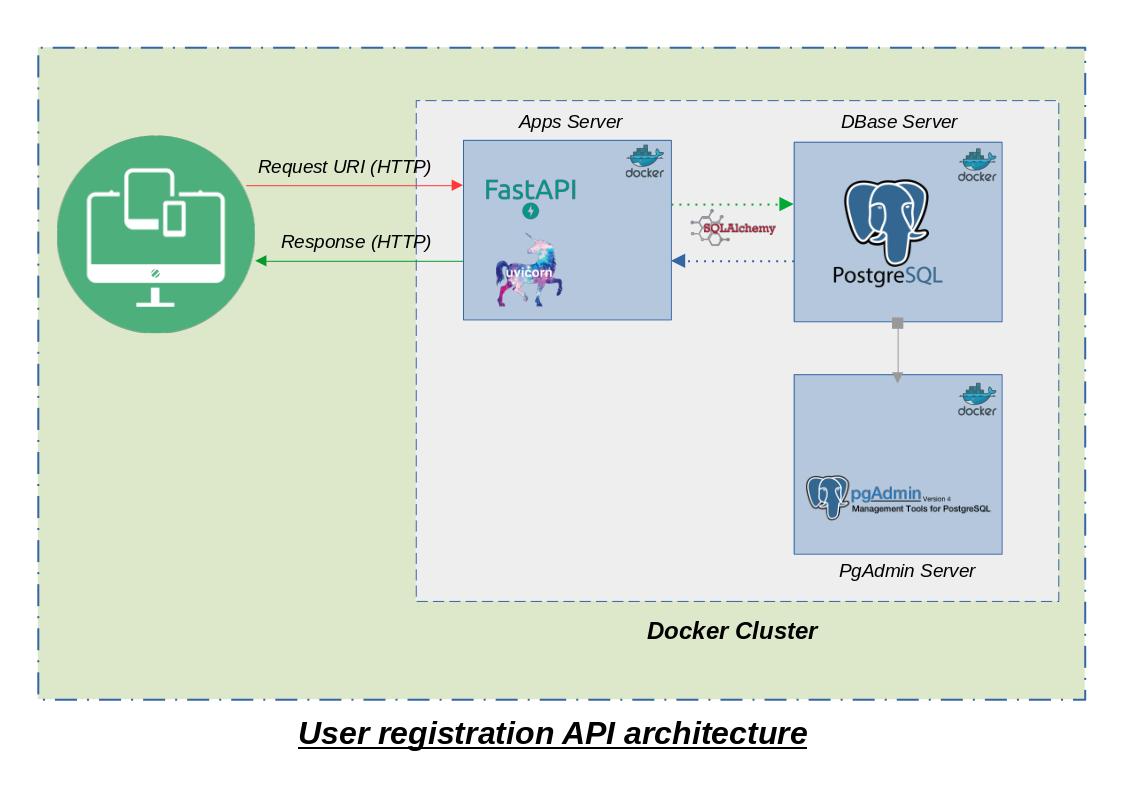 Apps Server
DBase Server
Request URI (HTTP)
docker
docker
FastAPI
SQLAlchemy
Response (HTTP)
uvicorn
PostgreSQL
docker
pgAdmin Version 4
Management Tools for PostgreSQL
PgAdmin Server
Docker Cluster
User registration API architecture